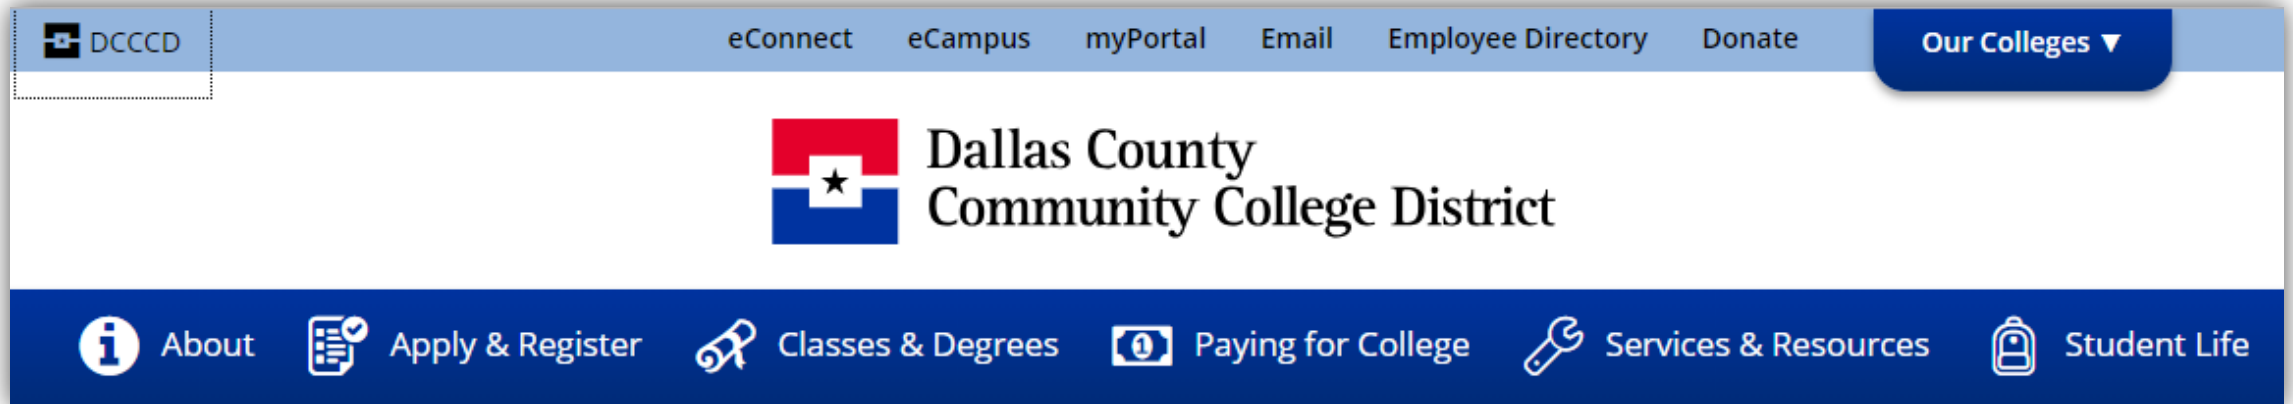 DCCCD eConnect eCampus myPortal Email Employee Directory Donate Our Colleges ▼
Dallas County
Community College District
About Apply & Register Classes & Degrees 1 Paying for College Services & Resources Student Life